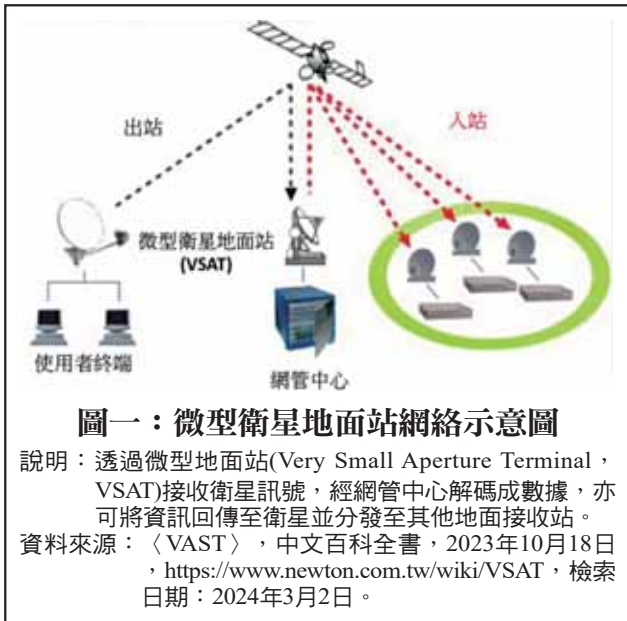 出站
入站
微型衛星地面站
(VSAT)
使用者終端
網管中心
圖一：微型衛星地面站網絡示意圖
說明：透過微型地面站(Very Small Aperture Terminal，
VSAT)接收衛星訊號，經網管中心解碼成數據，亦
可將資訊回傳至衛星並分發至其他地面接收站。
資料來源：〈VAST〉，中文百科全書，2023年10月18日
，https://www.newton.com.tw/wiki/VSAT，檢索
日期：2024年3月2日。